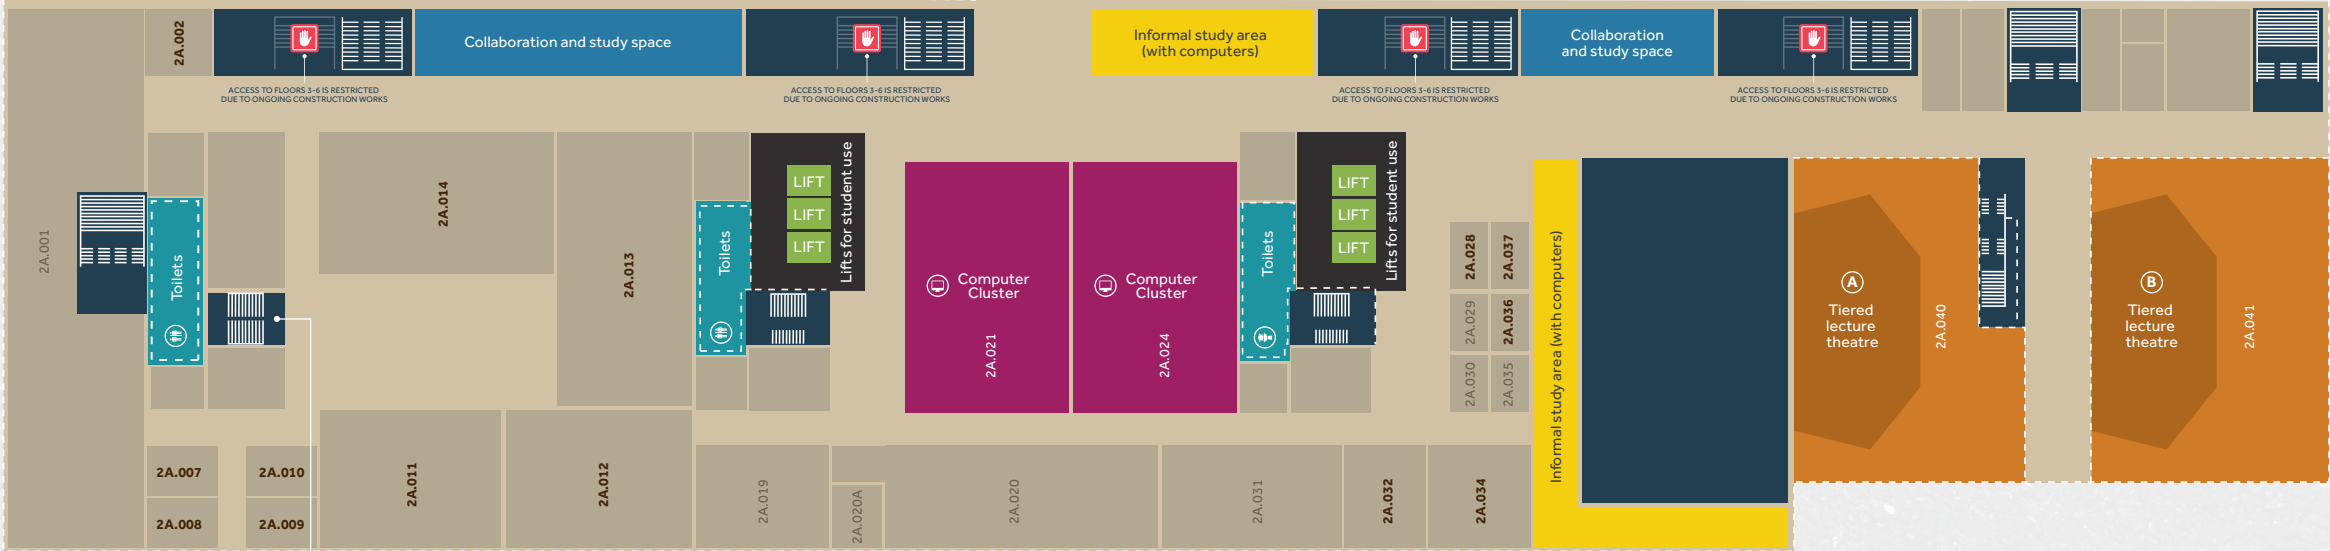 2A.002
Collaboration and study space
Informal study area
(with computers)
Collaboration
and study space
ACCESS TO FLOORS 3-6 IS RESTRICTED
DUE TO ONGOING CONSTRUCTION WORKS
ACCESS TO FLOORS 3-6 IS RESTRICTED
DUE TO ONGOING CONSTRUCTION WORKS
ACCESS TO FLOORS 3-6 IS RESTRICTED
DUE TO ONGOING CONSTRUCTION WORKS
ACCESS TO FLOORS 3-6 IS RESTRICTED
DUE TO ONGOING CONSTRUCTION WORKS
2A.001
Toilets
2A.014
2A.013
Toilets
LIFT
LIFT
LIFT
Lifts for student use
Computer
Cluster
2A.021
Computer
Cluster
2A.024
Toilets
LIFT
LIFT
LIFT
Lifts for student use
2A.028
2A.037
2A.029
2A.036
2A.030
2A.035
Informal study area (with computers)
A
Tiered
lecture
theatre
2A.040
B
Tiered
lecture
theatre
2A.041
2A.007
2A.010
2A.008
2A.009
2A.011
2A.012
2A.019
2A.020A
2A.020
2A.031
2A.032
2A.034